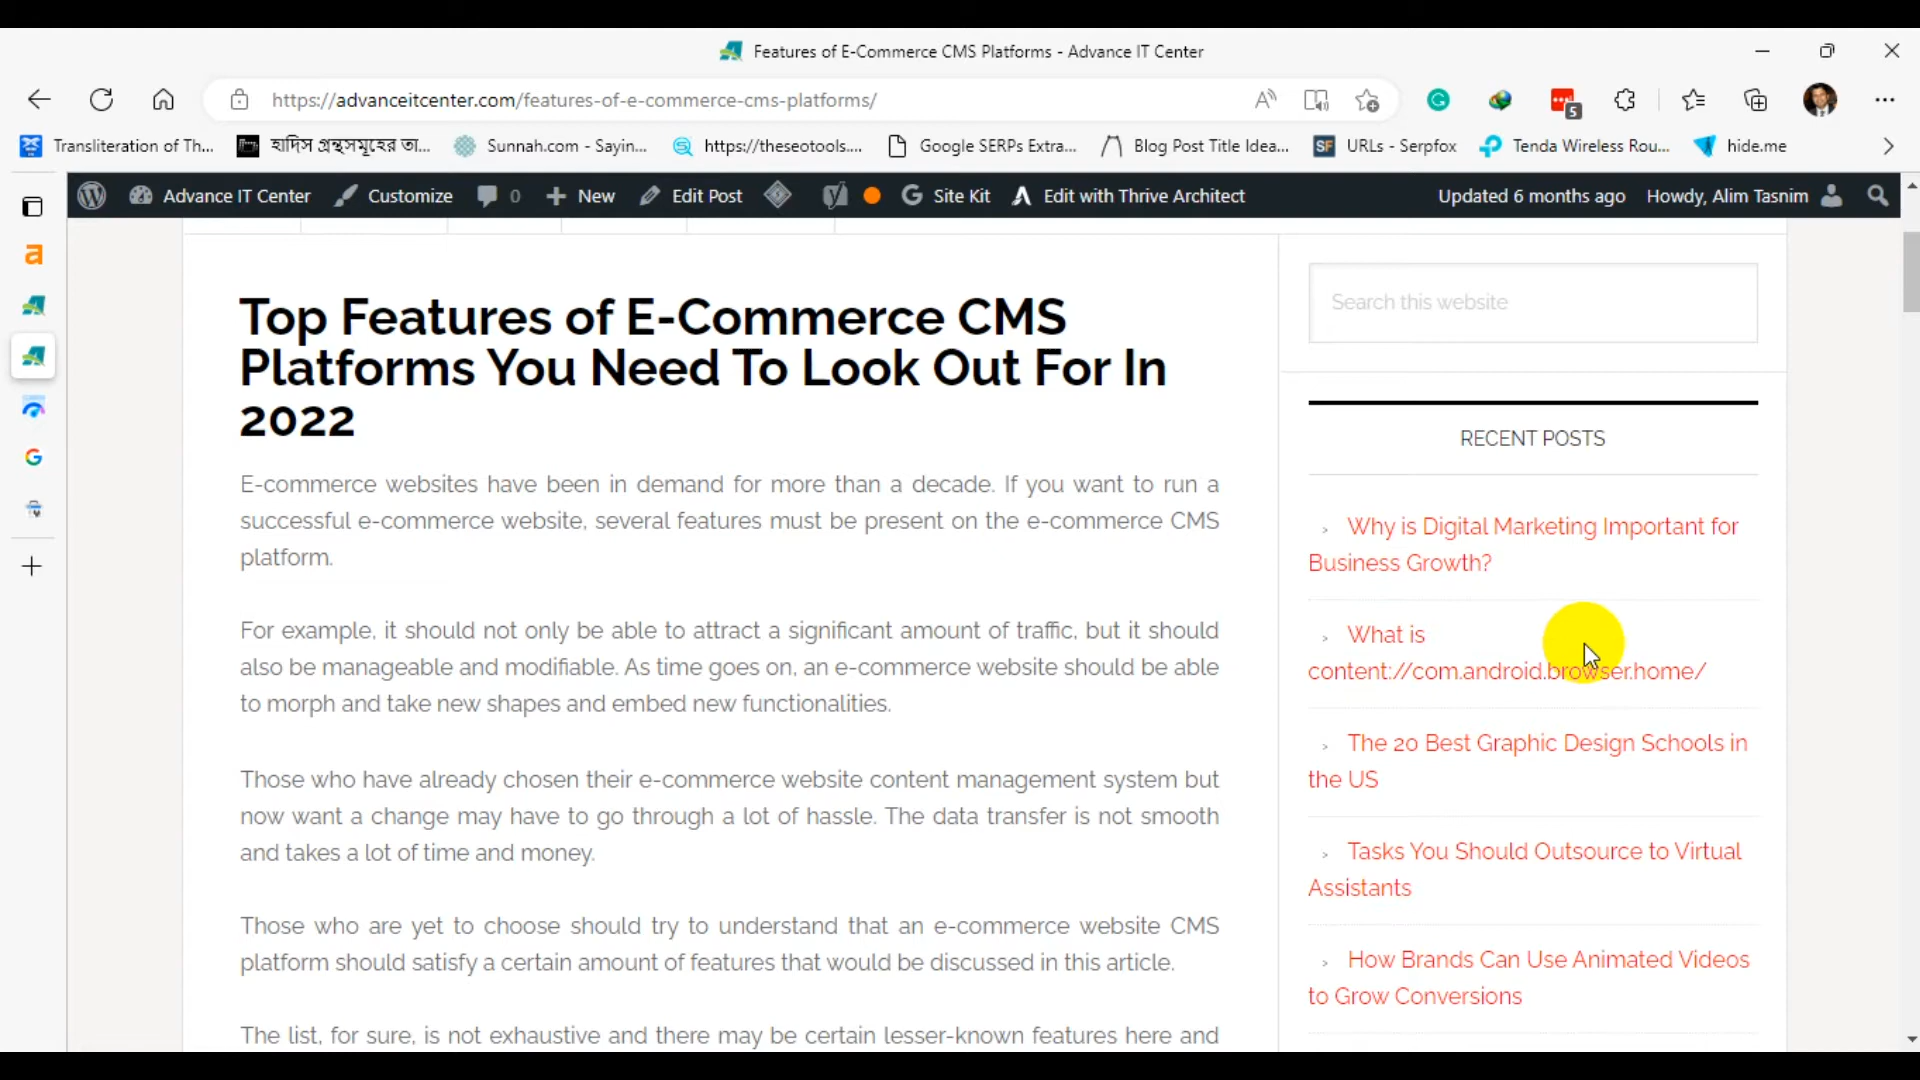 Features of E-Commerce CMS Platforms - Advance IT Center
https://advanceitcenter.com/features-of-e-commerce-cms-platforms/
5
Transliteration of Th...
হাদিস গ্রন্থসমূহের তা...
Sunnah.com - Sayin...
https://theseotools....
Google SERPs Extra...
Blog Post Title Idea...
SF
URLs - Serpfox
Tenda Wireless Rou...
hide.me
Advance IT Center
Customize
0
New
Edit Post
Site Kit
Edit with Thrive Architect
Updated 6 months ago
Howdy, Alim Tasnim
Top Features of E-Commerce CMS
Platforms You Need To Look Out For In
2022
E-commerce websites have been in demand for more than a decade. If you want to run a
successful e-commerce website, several features must be present on the e-commerce CMS
platform.
For example, it should not only be able to attract a significant amount of traffic, but it should
also be manageable and modifiable. As time goes on, an e-commerce website should be able
to morph and take new shapes and embed new functionalities.
Those who have already chosen their e-commerce website content management system but
now want a change may have to go through a lot of hassle. The data transfer is not smooth
and takes a lot of time and money.
Those who are yet to choose should try to understand that an e-commerce website CMS
platform should satisfy a certain amount of features that would be discussed in this article.
The list, for sure, is not exhaustive and there may be certain lesser-known features here and
Search this website
RECENT POSTS
Why is Digital Marketing Important for
Business Growth?
What is
content://com.android.browser.home/
The 20 Best Graphic Design Schools in
the US
Tasks You Should Outsource to Virtual
Assistants
How Brands Can Use Animated Videos
to Grow Conversions